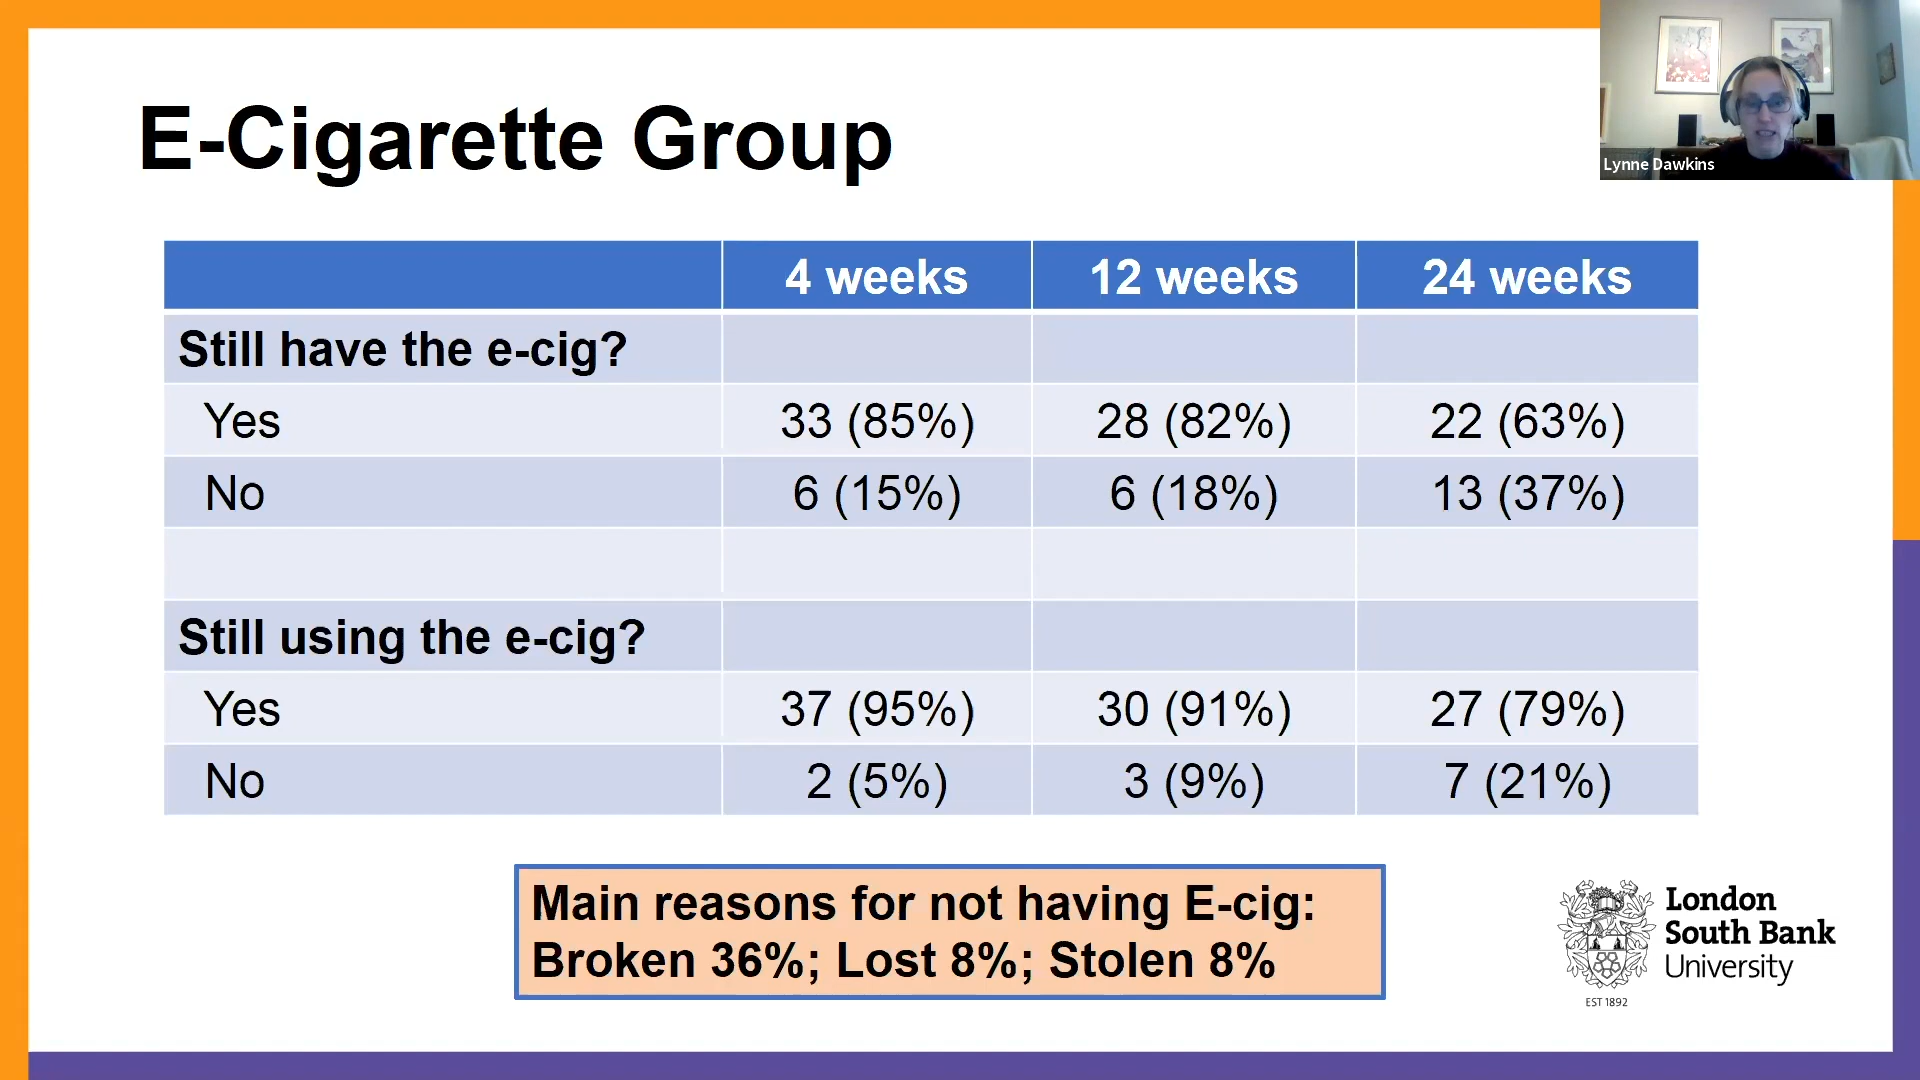 E-Cigarette Group
Lynne Dawkins
4 weeks 12 weeks 24 weeks
Still have the e-cig?
Yes 33 (85%) 28 (82%) 22 (63%)
No 6 (15%) 6 (18%) 13 (37%)
Still using the e-cig?
Yes 37 (95%) 30 (91%) 27 (79%)
No 2 (5%) 3 (9%) 7 (21%)
Main reasons for not having E-cig:
Broken 36%; Lost 8%; Stolen 8%
London
South Bank
University
EST 1892